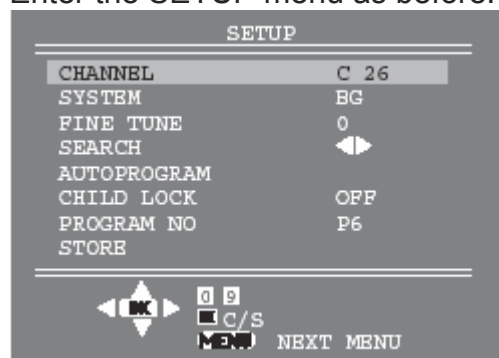 Enter the SETUP menu as before.
SETUP
CHANNEL C 26
SYSTEM BG
FINE TUNE 0
SEARCH
AUTOPROGRAM
CHILD LOCK OFF
PROGRAM NO P6
STORE
OK 0 9
C/S
MENU NEXT MENU